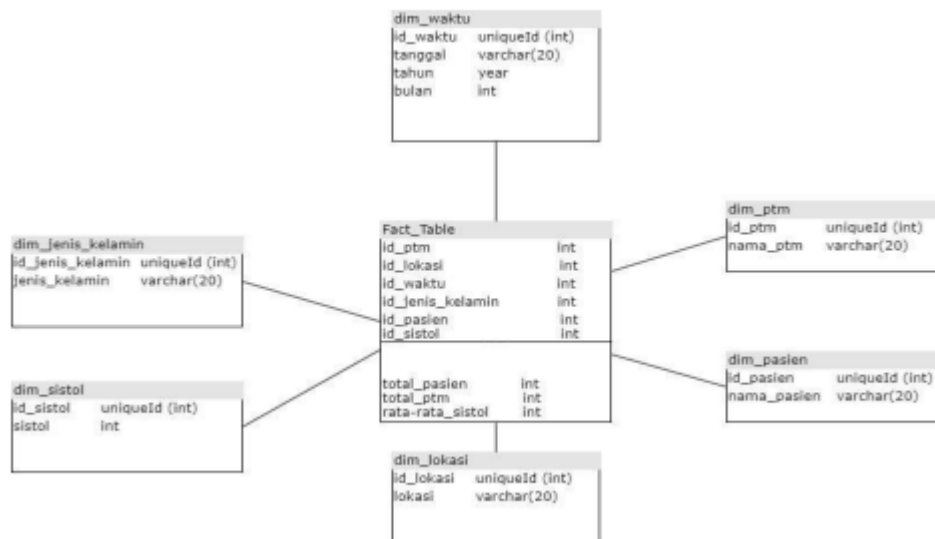 dim_waktu
id_waktu uniqueId (int)
tanggal varchar(20)
tahun year
bulan int
dim_jenis_kelamin
id_jenis_kelamin uniqueId (int)
jenis_kelamin varchar(20)
dim_sistol
id_sistol uniqueId (int)
sistol int
Fact_Table
id_ptm int
id_lokasi int
id_waktu int
id_jenis_kelamin int
id_pasien int
id_sistol int
total_pasien int
total_ptm int
rata-rata_sistol int
dim_ptm
id_ptm uniqueId (int)
nama_ptm varchar(20)
dim_pasien
id_pasien uniqueId (int)
nama_pasien varchar(20)
dim_lokasi
id_lokasi uniqueId (int)
lokasi varchar(20)